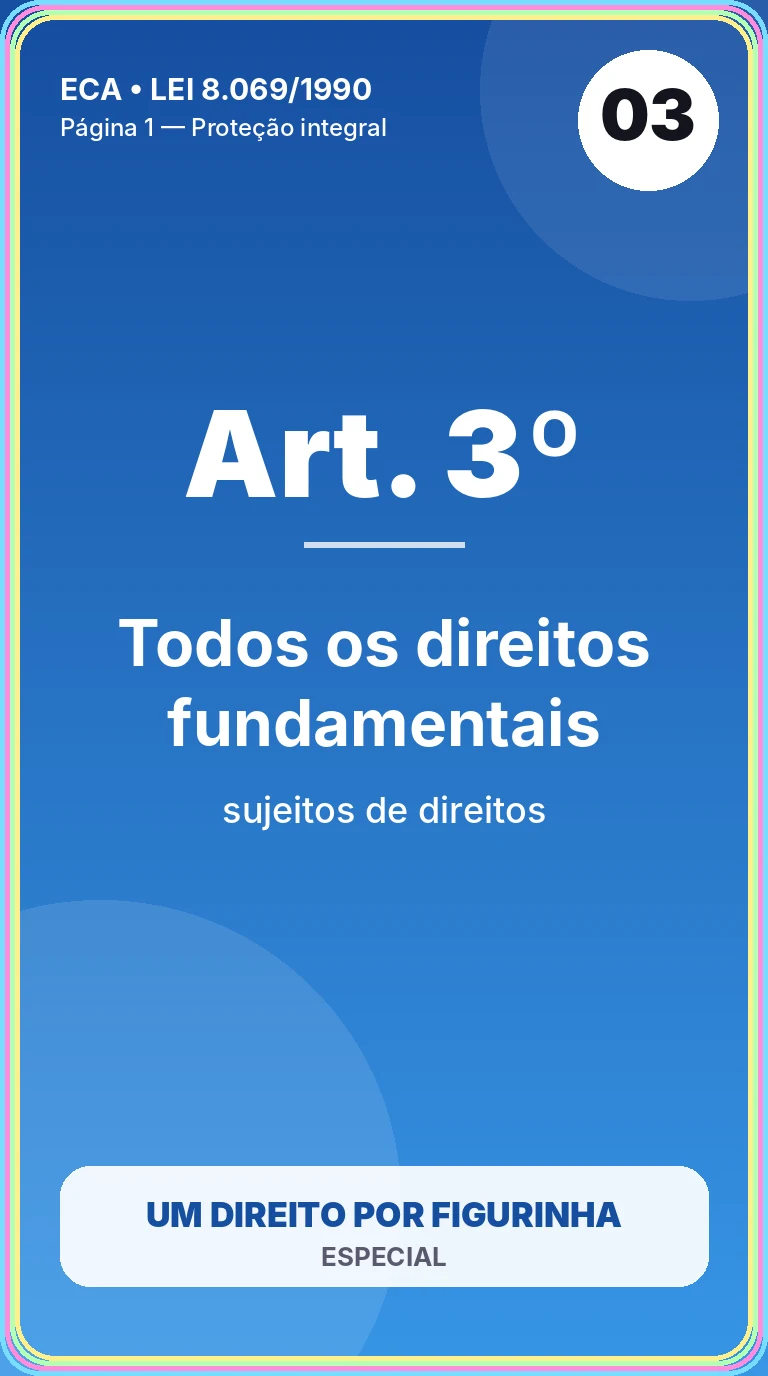 ECA • LEI 8.069/1990
Página 1 — Proteção integral
03
Art. 3º
Todos os direitos
fundamentais
sujeitos de direitos
UM DIREITO POR FIGURINHA
ESPECIAL